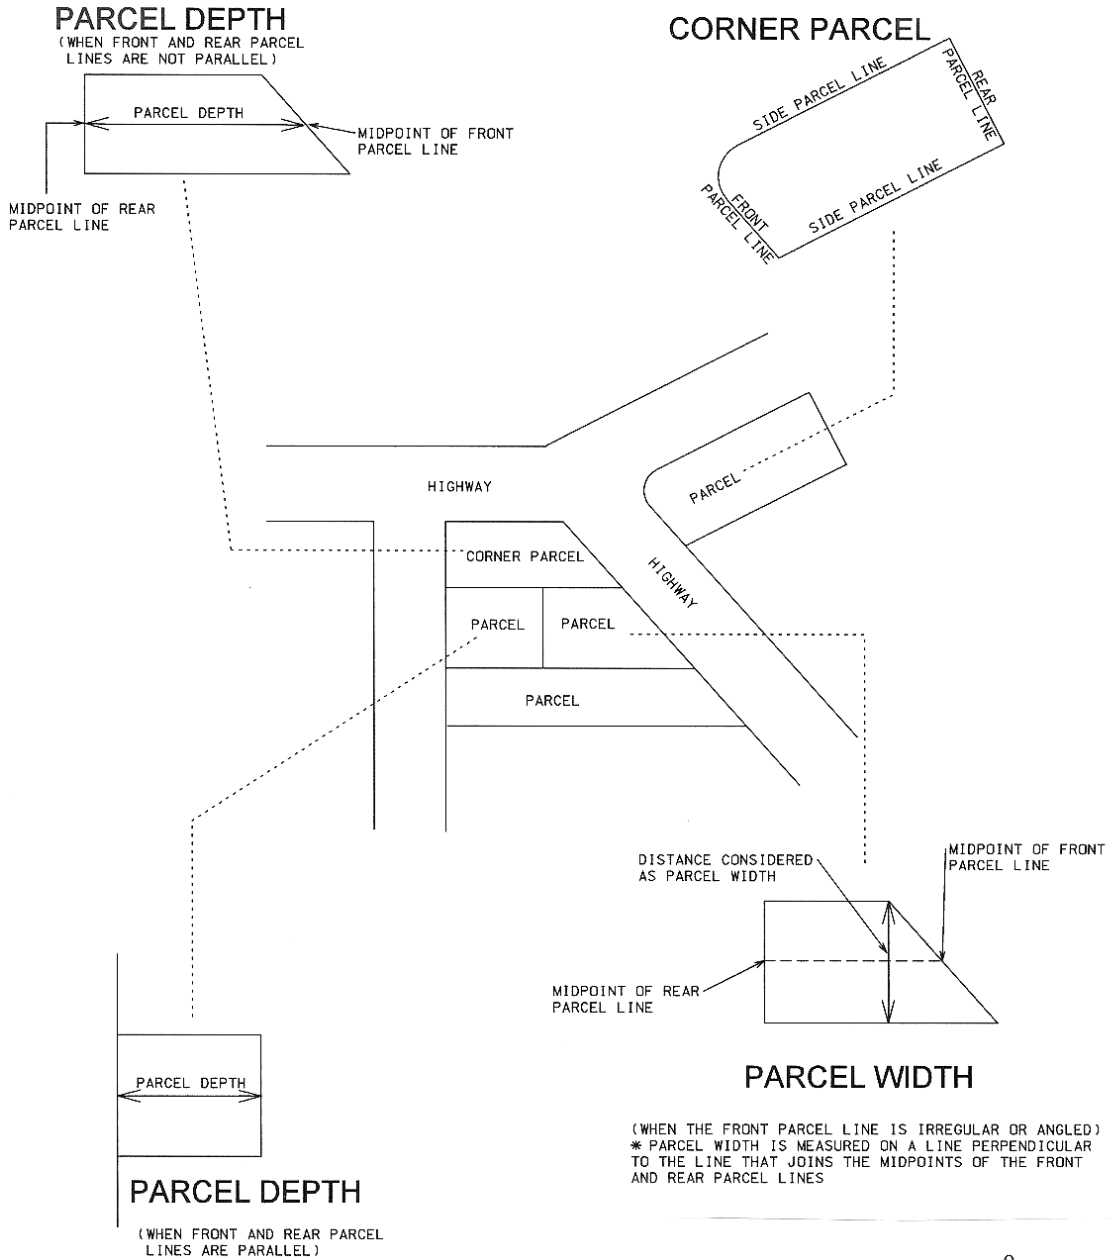 PARCEL DEPTH
(WHEN FRONT AND REAR PARCEL
LINES ARE NOT PARALLEL)
PARCEL DEPTH
MIDPOINT OF FRONT
PARCEL LINE
MIDPOINT OF REAR
PARCEL LINE
CORNER PARCEL
SIDE PARCEL LINE
REAR
PARCEL LINE
FRONT
PARCEL LINE
SIDE PARCEL LINE
HIGHWAY
PARCEL
CORNER PARCEL
HIGHWAY
PARCEL
PARCEL
PARCEL
DISTANCE CONSIDERED
AS PARCEL WIDTH
MIDPOINT OF FRONT
PARCEL LINE
MIDPOINT OF REAR
PARCEL LINE
PARCEL WIDTH
(WHEN THE FRONT PARCEL LINE IS IRREGULAR OR ANGLED)
* PARCEL WIDTH IS MEASURED ON A LINE PERPENDICULAR
TO THE LINE THAT JOINS THE MIDPOINTS OF THE FRONT
AND REAR PARCEL LINES
PARCEL DEPTH
PARCEL DEPTH
(WHEN FRONT AND REAR PARCEL
LINES ARE PARALLEL)